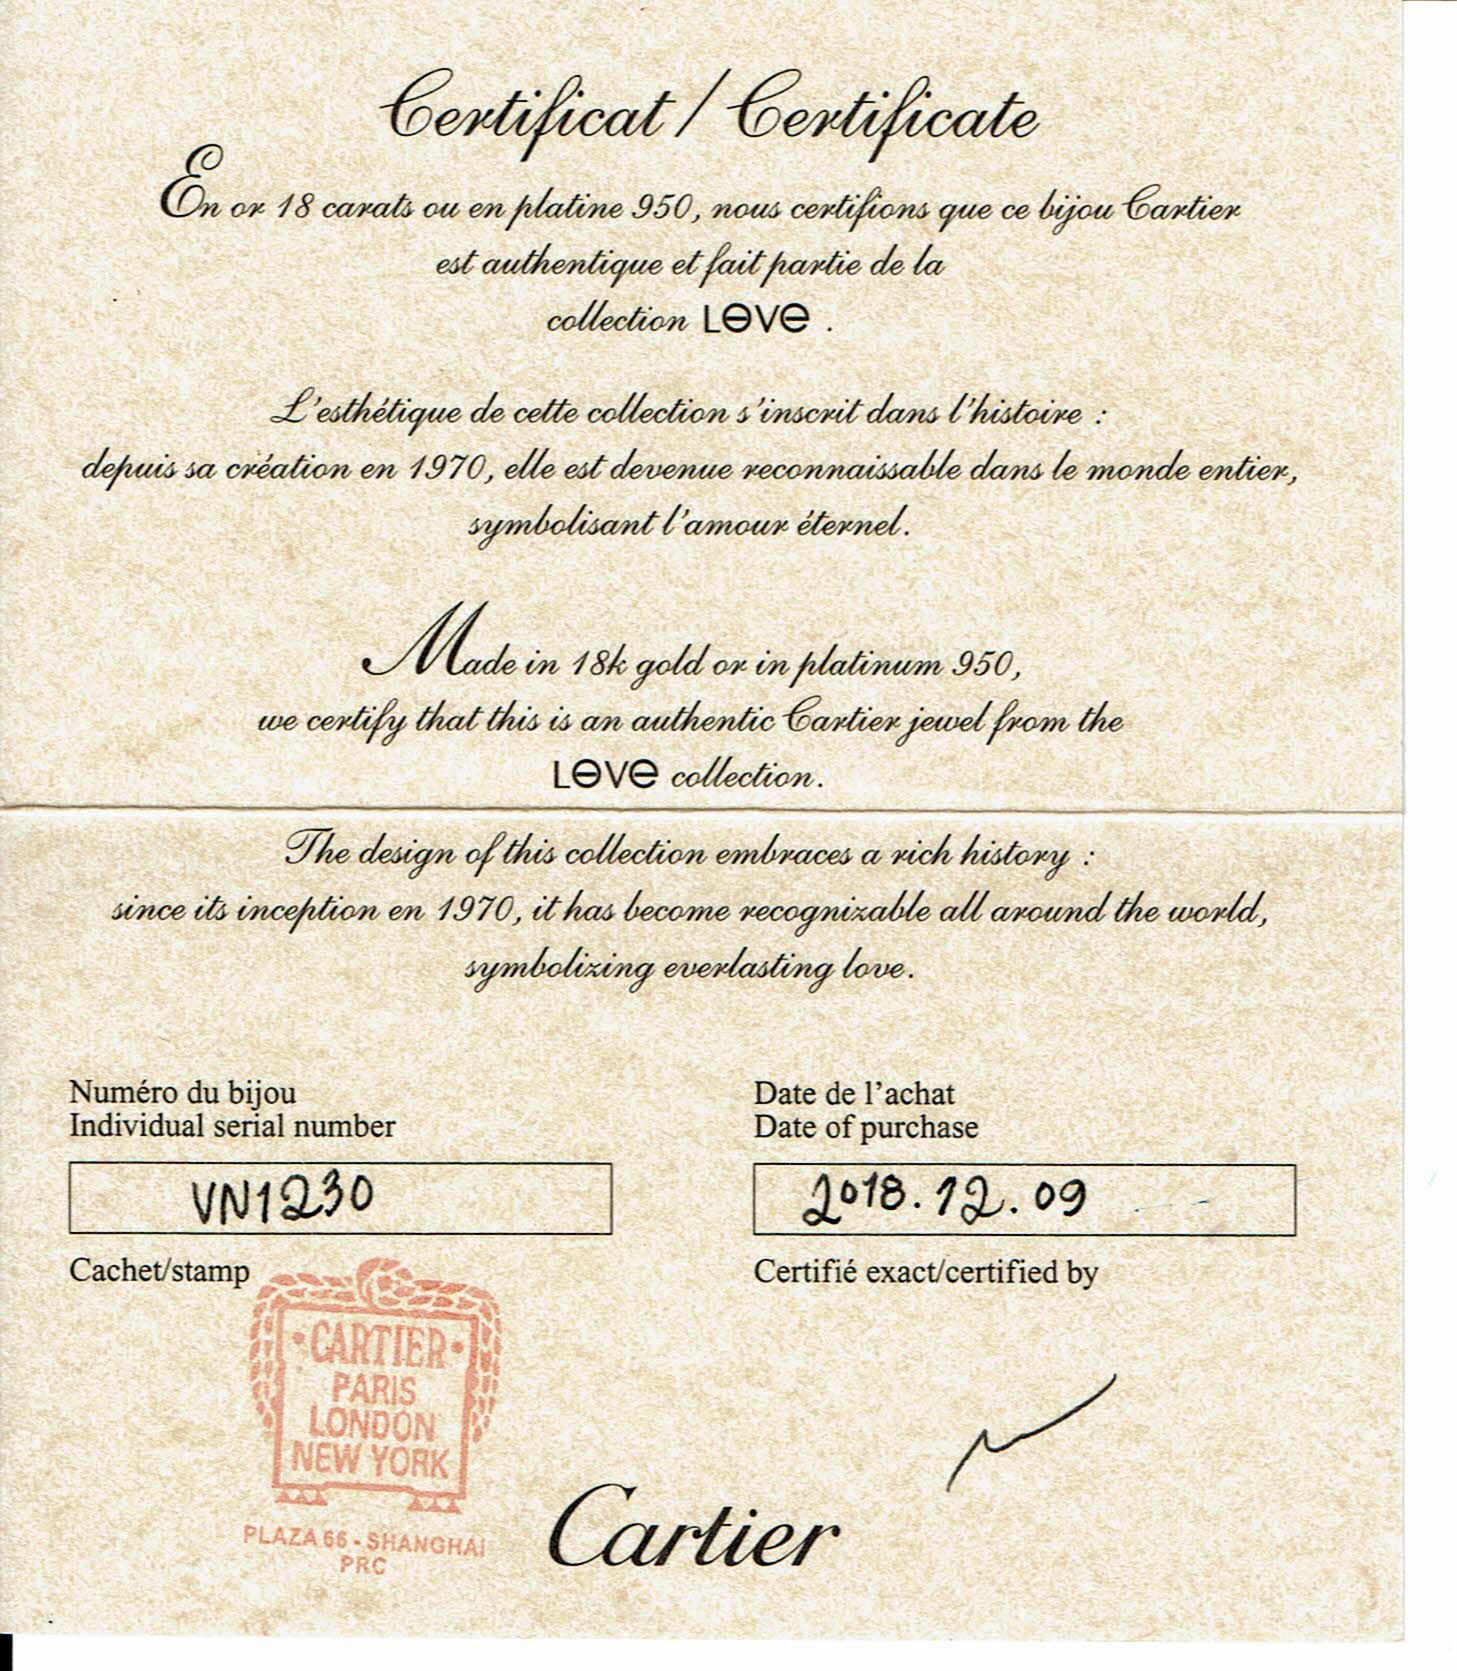 Certificat / Certificate
En or 18 carats ou en platine 950, nous certifions que ce bijou Cartier
est authentique et fait partie de la
collection LOVE .
L'esthétique de cette collection s'inscrit dans l'histoire :
depuis sa création en 1970, elle est devenue reconnaissable dans le monde entier,
symbolisant l'amour éternel.
Made in 18k gold or in platinum 950,
we certify that this is an authentic Cartier jewel from the
LOVE collection.
The design of this collection embraces a rich history :
since its inception en 1970, it has become recognizable all around the world,
symbolizing everlasting love.
Numéro du bijou
Individual serial number
VN1230
Date de l'achat
Date of purchase
2018.12.09
Cachet/stamp
Certifié exact/certified by
CARTIER
PARIS
LONDON
NEW YORK
PLAZA 66 - SHANGHAI
PRC
Cartier